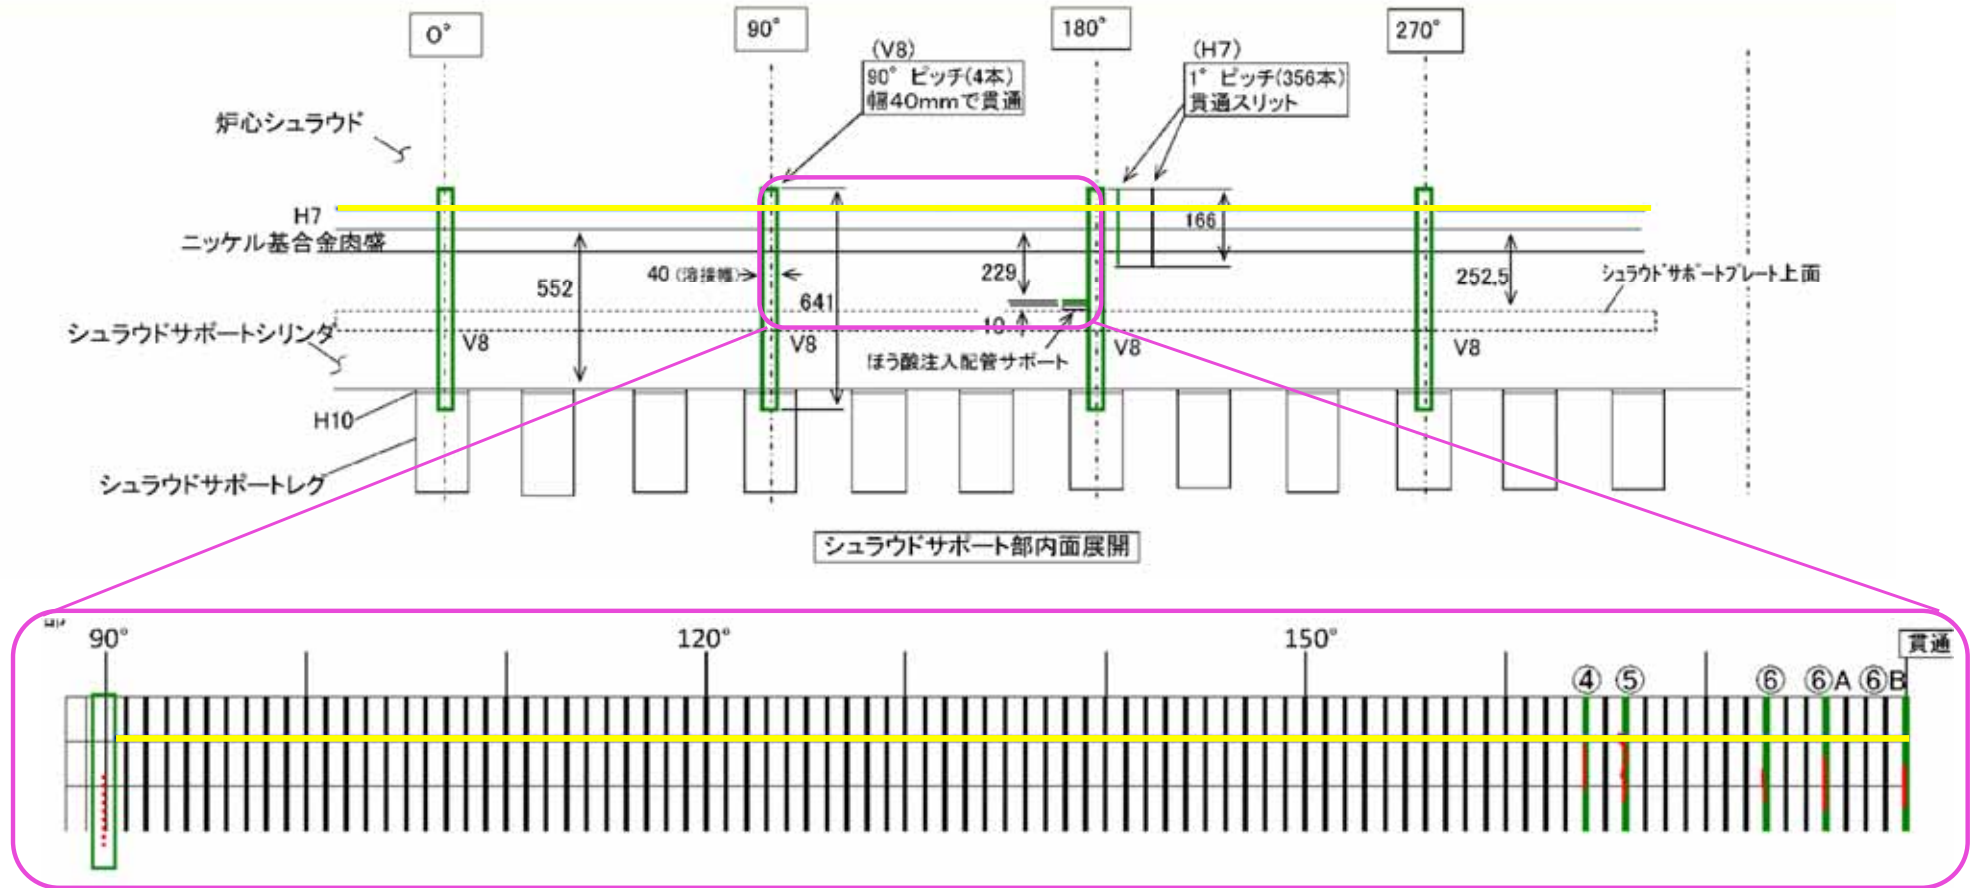 0°
90°
180°
270°
(V8)
90° ピッチ(4本)
幅40mmで貫通
(H7)
1° ピッチ(356本)
貫通スリット
炉心シュラウド
H7
ニッケル基合金肉盛
166
552
40 (溶接幅)
641
229
252.5
シュラウドサポートプレート上面
10
シュラウドサポートシリンダ
V8
V8
V8
V8
ほう酸注入配管サポート
H10
シュラウドサポートレグ
シュラウドサポート部内面展開
90°
120°
150°
貫通
④
⑤
⑥
⑥A
⑥B